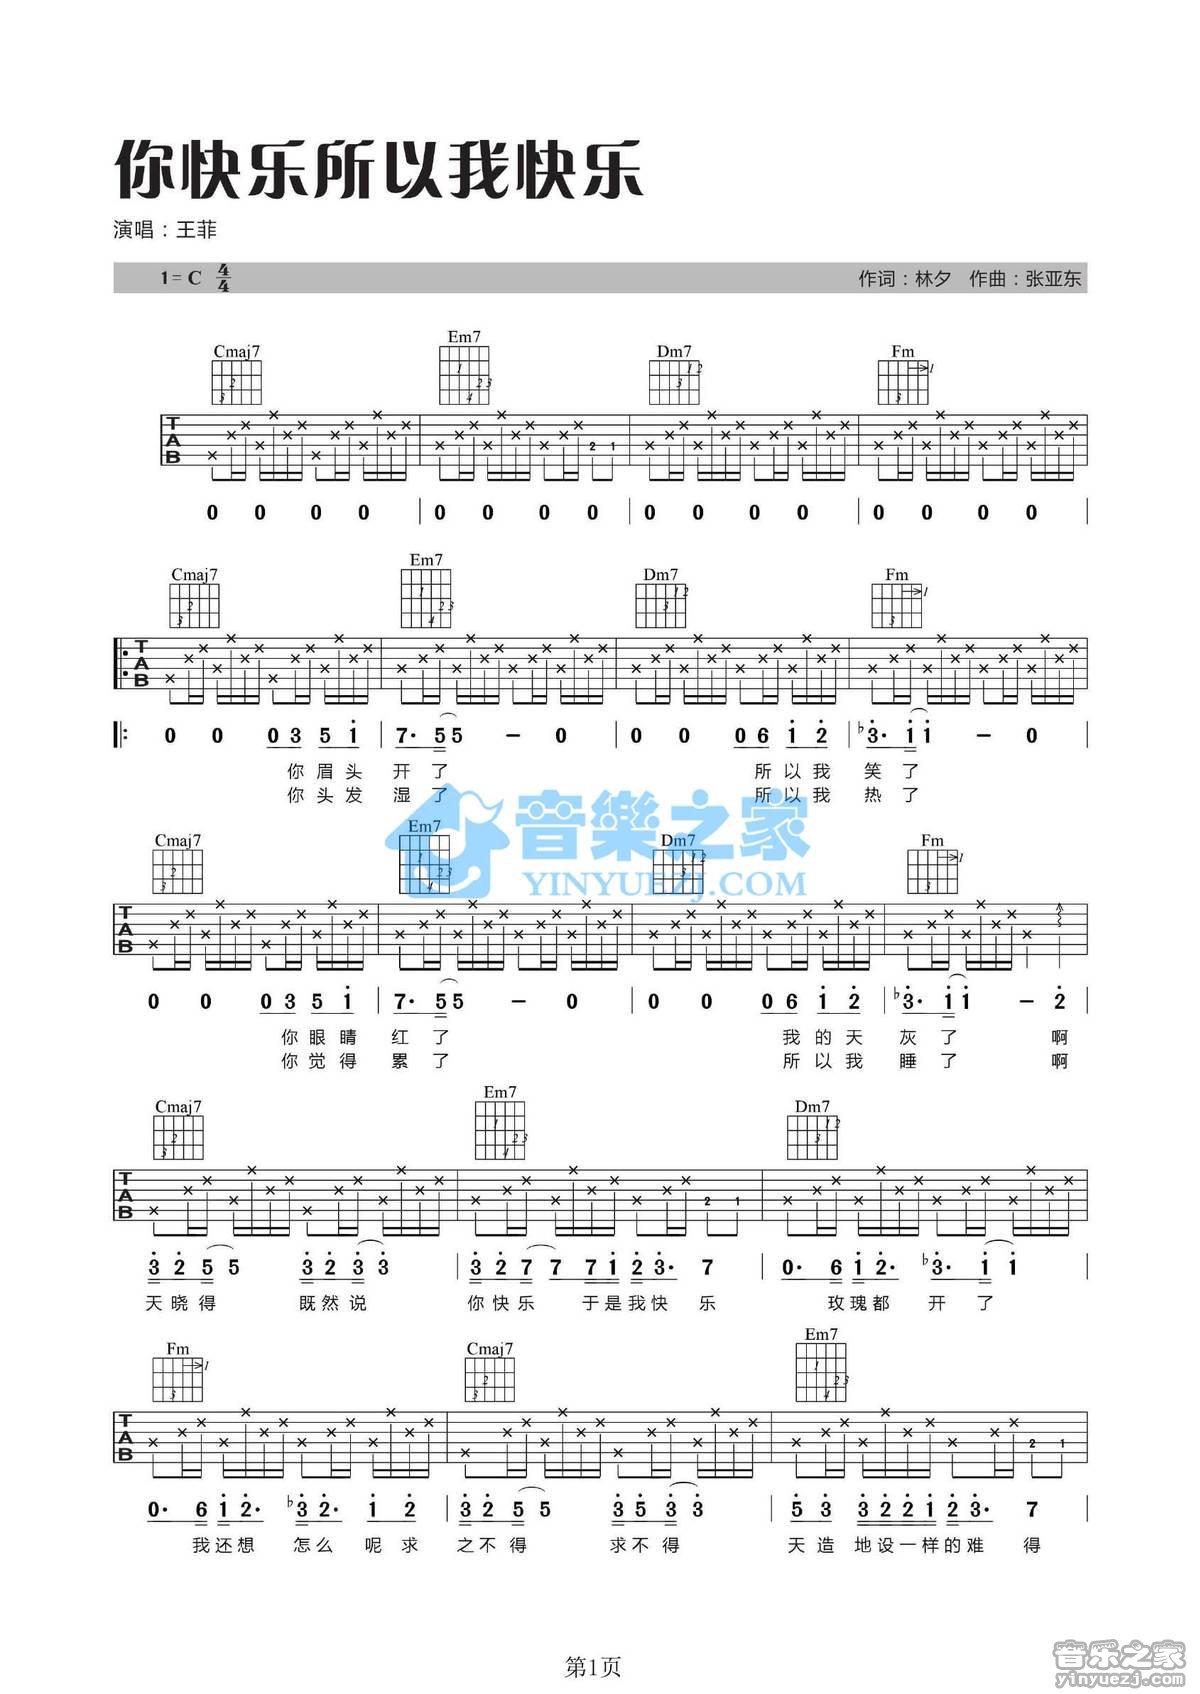 你快乐所以我快乐
演唱：王菲
1=C 4/4 作词：林夕 作曲：张亚东
Cmaj7 Em7 Dm7 Fm
T A B
0 0 0 0 | 0 0 0 0 | 0 0 0 0 | 0 0 0 0 |
Cmaj7 Em7 Dm7 Fm
T A B
0 0 0 3 5 1 | 7· 5 5 - 0 | 0 0 0 6 1 2 | ♭3· 1 1 - 0 |
你 眉 头 开 了 所 以 我 笑 了
你 头 发 湿 了 所 以 我 热 了
音樂之家
YINYUEZJ.COM
Cmaj7 Em7 Dm7 Fm
T A B
0 0 0 3 5 1 | 7· 5 5 - 0 | 0 0 0 6 1 2 | ♭3· 1 1 - 2
你 眼 睛 红 了 我 的 天 灰 了 啊
你 觉 得 累 了 所 以 我 睡 了 啊
Cmaj7 Em7 Dm7
T A B
3 2 5 5 3 2 3 3 | 3 2 7 7 7 7 1 2 3· 7 | 0· 6 1 2· ♭3· 1 1 |
天 晓 得 既 然 说 你 快 乐 于 是 我 快 乐 玫 瑰 都 开 了
Fm Cmaj7 Em7
T A B
0· 6 1 2· ♭3 2· 1 2 | 3 2 5 5 3 5 3 3 | 5 3 3 2 2 1 2 3· 7 |
我 还 想 怎 么 呢 求 之 不 得 求 不 得 天 造 地 设 一 样 的 难 得
第1页
音乐之家
yinyuezj.com